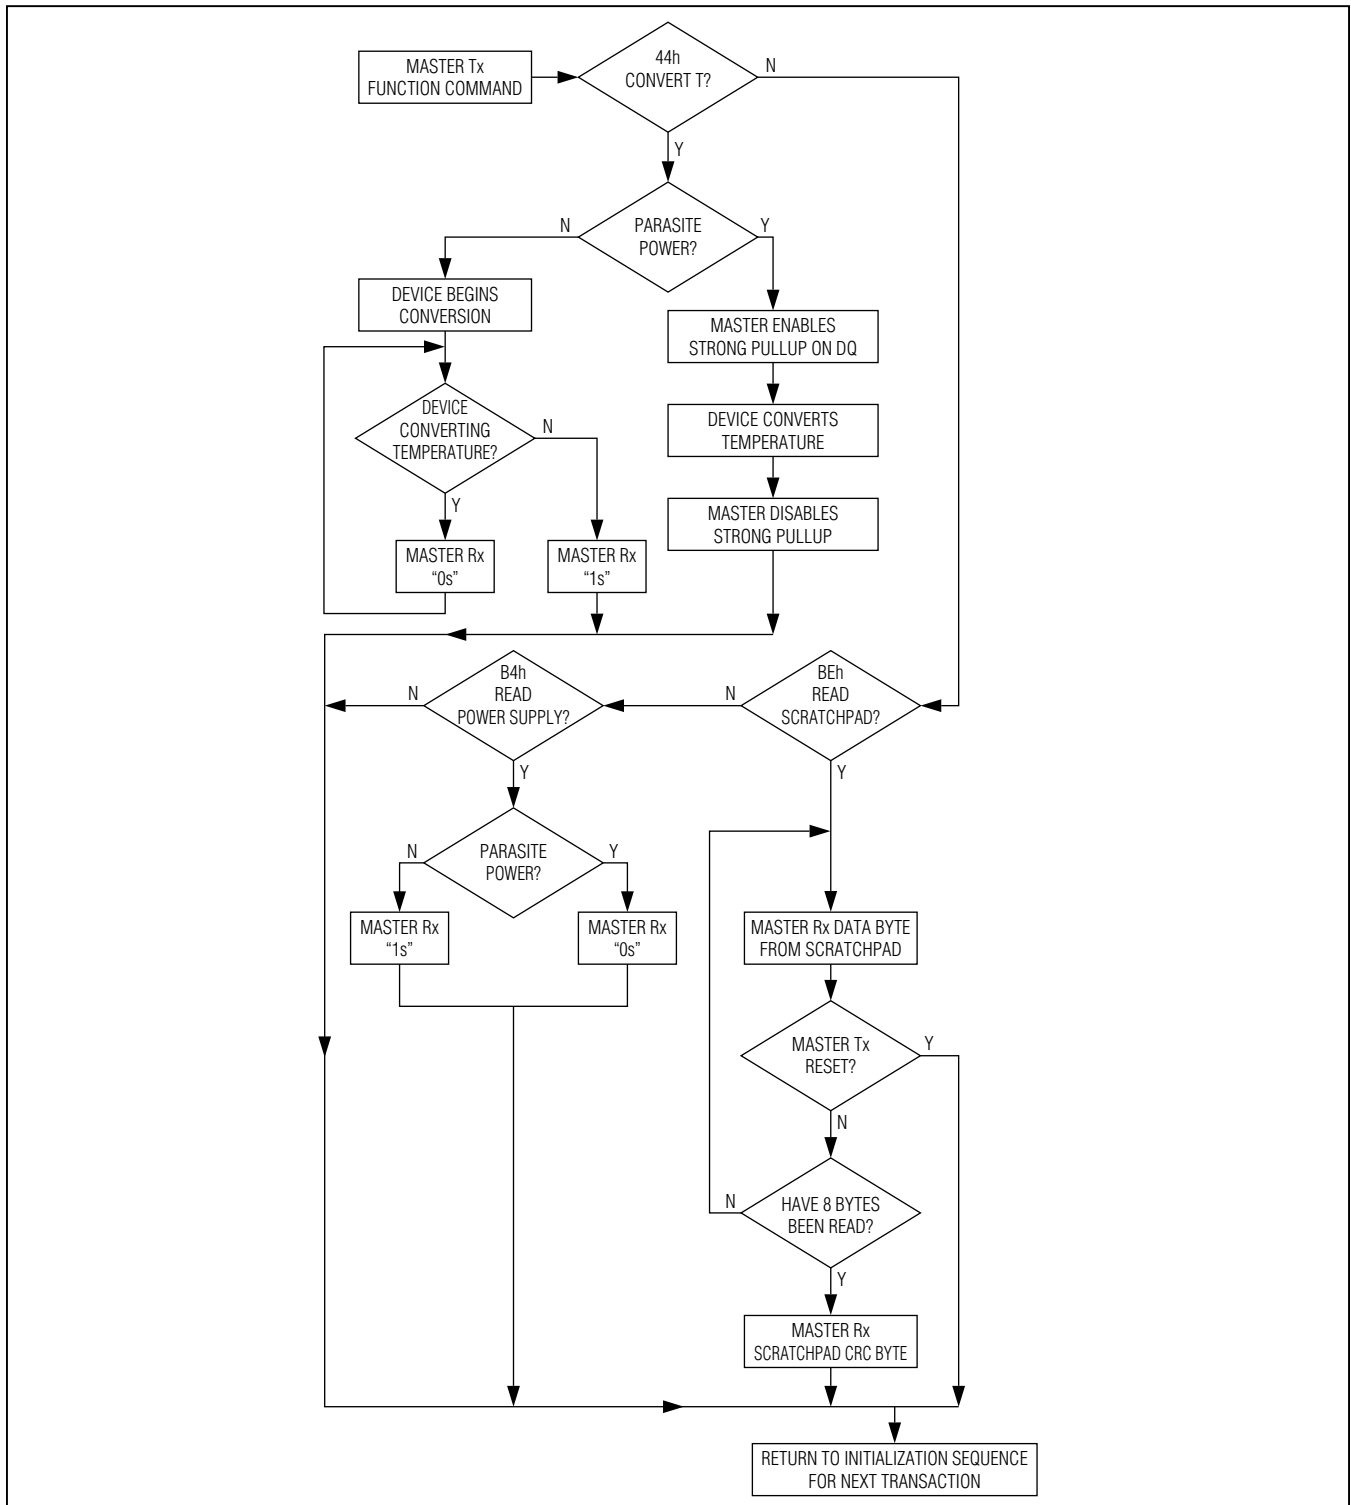 MASTER Tx
FUNCTION COMMAND
44h
CONVERT T?
N
Y
PARASITE
POWER?
N
Y
DEVICE BEGINS
CONVERSION
MASTER ENABLES
STRONG PULLUP ON DQ
DEVICE
CONVERTING
TEMPERATURE?
N
Y
DEVICE CONVERTS
TEMPERATURE
MASTER DISABLES
STRONG PULLUP
MASTER Rx
“0s”
MASTER Rx
“1s”
B4h
READ
POWER SUPPLY?
N
Y
BEh
READ
SCRATCHPAD?
N
Y
PARASITE
POWER?
N
Y
MASTER Rx
“1s”
MASTER Rx
“0s”
MASTER Rx DATA BYTE
FROM SCRATCHPAD
MASTER Tx
RESET?
Y
N
HAVE 8 BYTES
BEEN READ?
N
Y
MASTER Rx
SCRATCHPAD CRC BYTE
RETURN TO INITIALIZATION SEQUENCE
FOR NEXT TRANSACTION